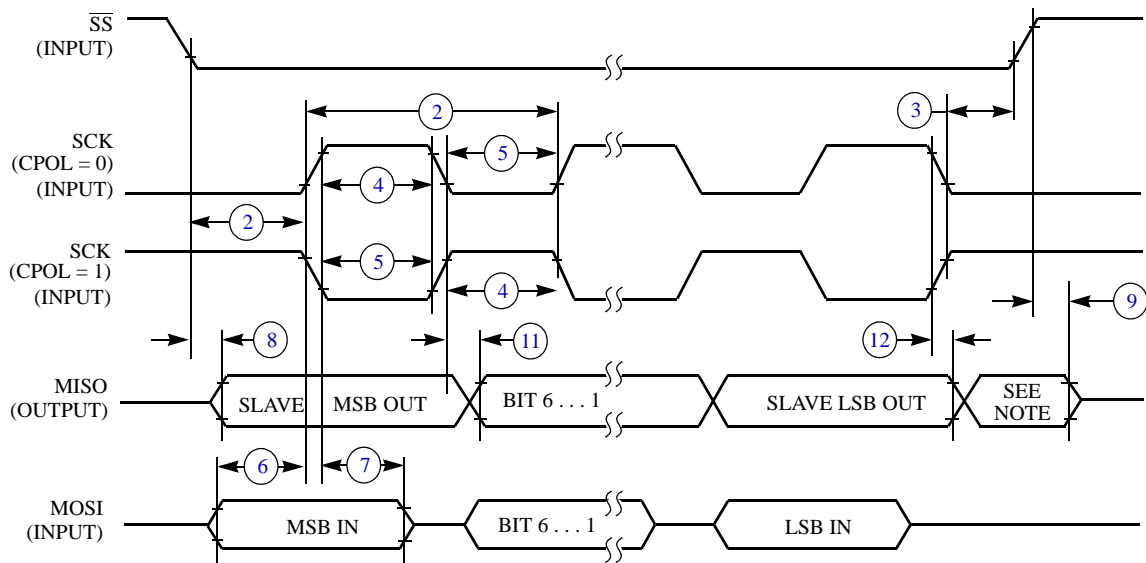 SS
(INPUT)
2
3
SCK
(CPOL = 0)
(INPUT)
5
4
2
SCK
(CPOL = 1)
(INPUT)
5
4
9
8
11
12
MISO
(OUTPUT)
SLAVE MSB OUT
BIT 6 . . . 1
SLAVE LSB OUT
SEE
NOTE
6
7
MOSI
(INPUT)
MSB IN
BIT 6 . . . 1
LSB IN